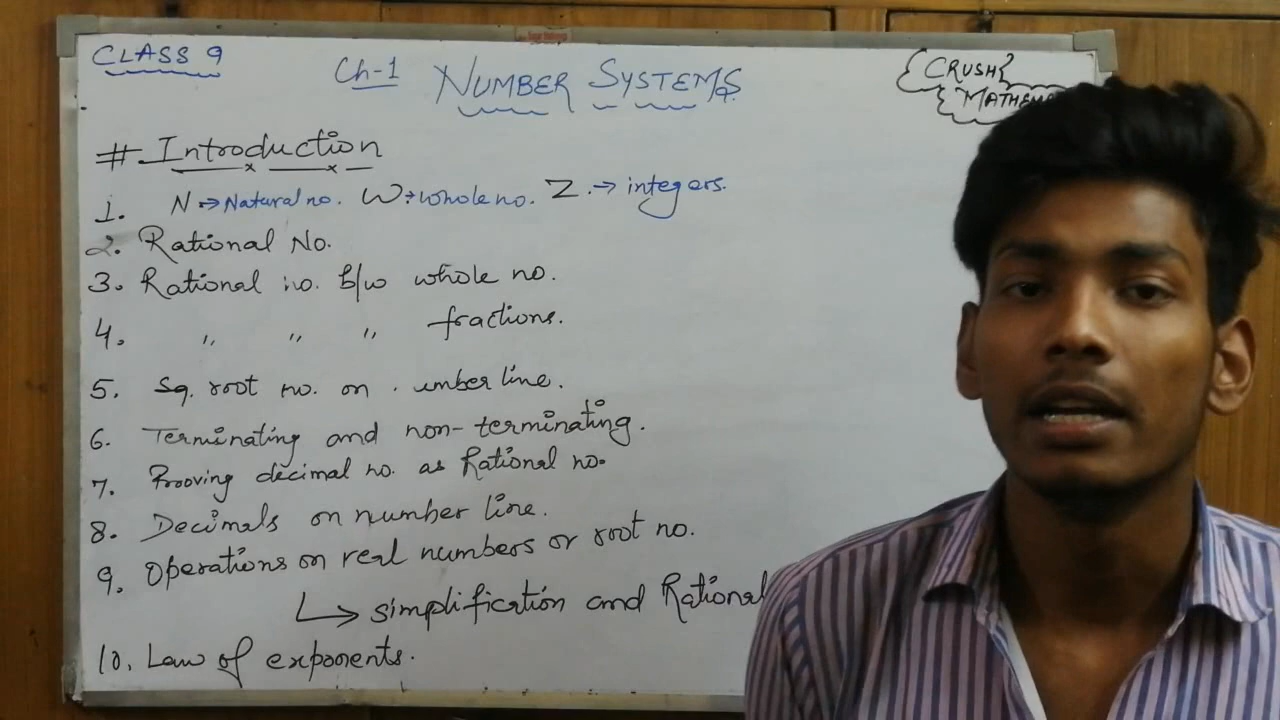 CLASS 9
Ch-1 NUMBER SYSTEMS
CRUSH
MATHEMA
# Introduction
1. N → Natural no. W → whole no. Z → integers.
2. Rational No.
3. Rational no. b/w whole no.
4. " " " fractions.
5. Sq. root no. on umber line.
6. Terminating and non-terminating.
7. Prooving decimal no. as Rational no.
8. Decimals on number line.
9. Operations on real numbers or root no.
↳ simplification and Rational
10. Law of exponents.